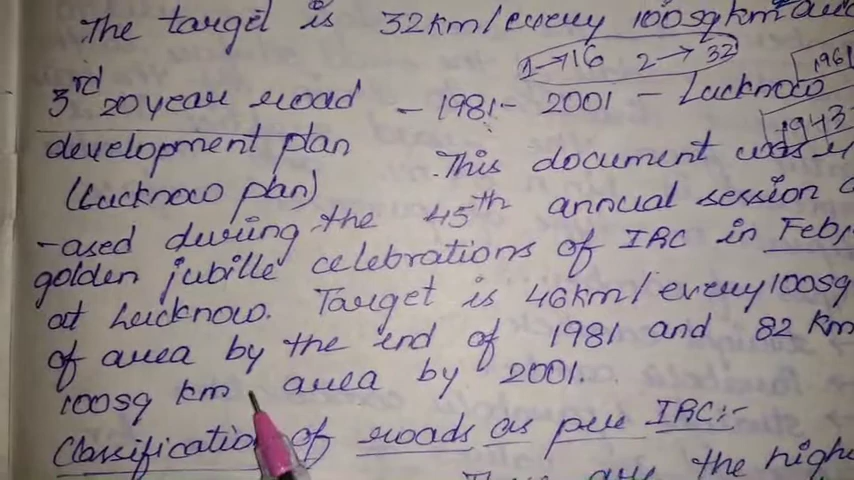 The target is 32km/every 100sqkm area
1→16 2→32
1961
3rd 20 year road - 1981 - 2001 - Lucknow
1943
development plan This document was
(Lucknow plan)
-ased during the 45th annual session
golden jubille celebrations of IRC in Feb,
at Lucknow. Target is 46km/every 100sq
of area by the end of 1981 and 82 km
100sq km area by 2001.
Classification of roads as per IRC:-
the high